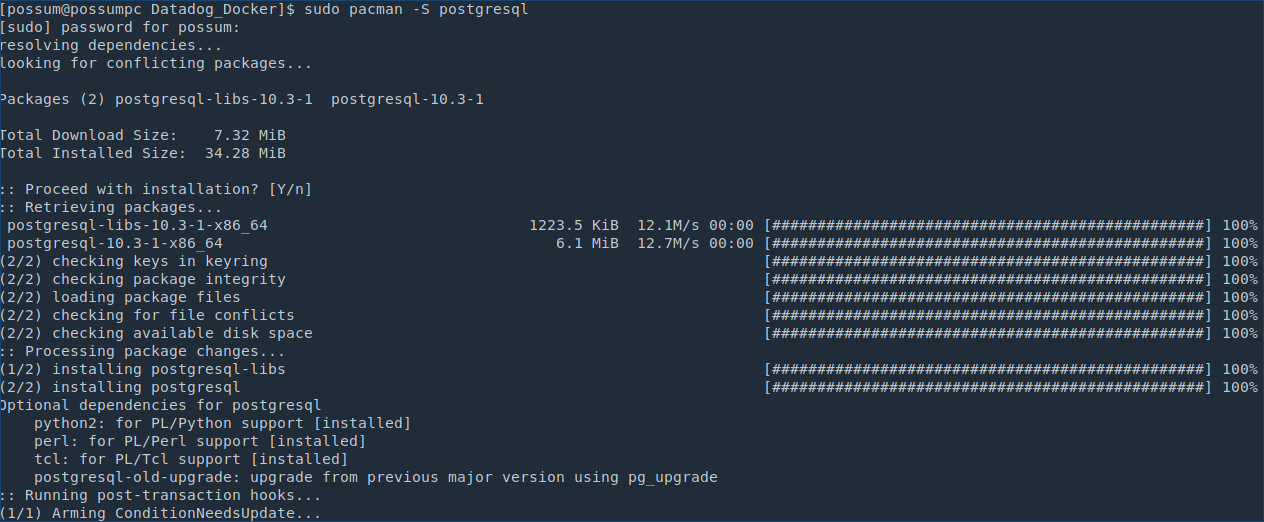 [possum@possumpc Datadog_Docker]$ sudo pacman -S postgresql
[sudo] password for possum:
resolving dependencies...
looking for conflicting packages...
Packages (2) postgresql-libs-10.3-1  postgresql-10.3-1
Total Download Size:    7.32 MiB
Total Installed Size:  34.28 MiB
:: Proceed with installation? [Y/n]
:: Retrieving packages...
postgresql-libs-10.3-1-x86_64 1223.5 KiB  12.1M/s 00:00 [################################################] 100%
postgresql-10.3-1-x86_64 6.1 MiB  12.7M/s 00:00 [################################################] 100%
(2/2) checking keys in keyring [################################################] 100%
(2/2) checking package integrity [################################################] 100%
(2/2) loading package files [################################################] 100%
(2/2) checking for file conflicts [################################################] 100%
(2/2) checking available disk space [################################################] 100%
:: Processing package changes...
(1/2) installing postgresql-libs [################################################] 100%
(2/2) installing postgresql [################################################] 100%
Optional dependencies for postgresql
    python2: for PL/Python support [installed]
    perl: for PL/Perl support [installed]
    tcl: for PL/Tcl support [installed]
    postgresql-old-upgrade: upgrade from previous major version using pg_upgrade
:: Running post-transaction hooks...
(1/1) Arming ConditionNeedsUpdate...